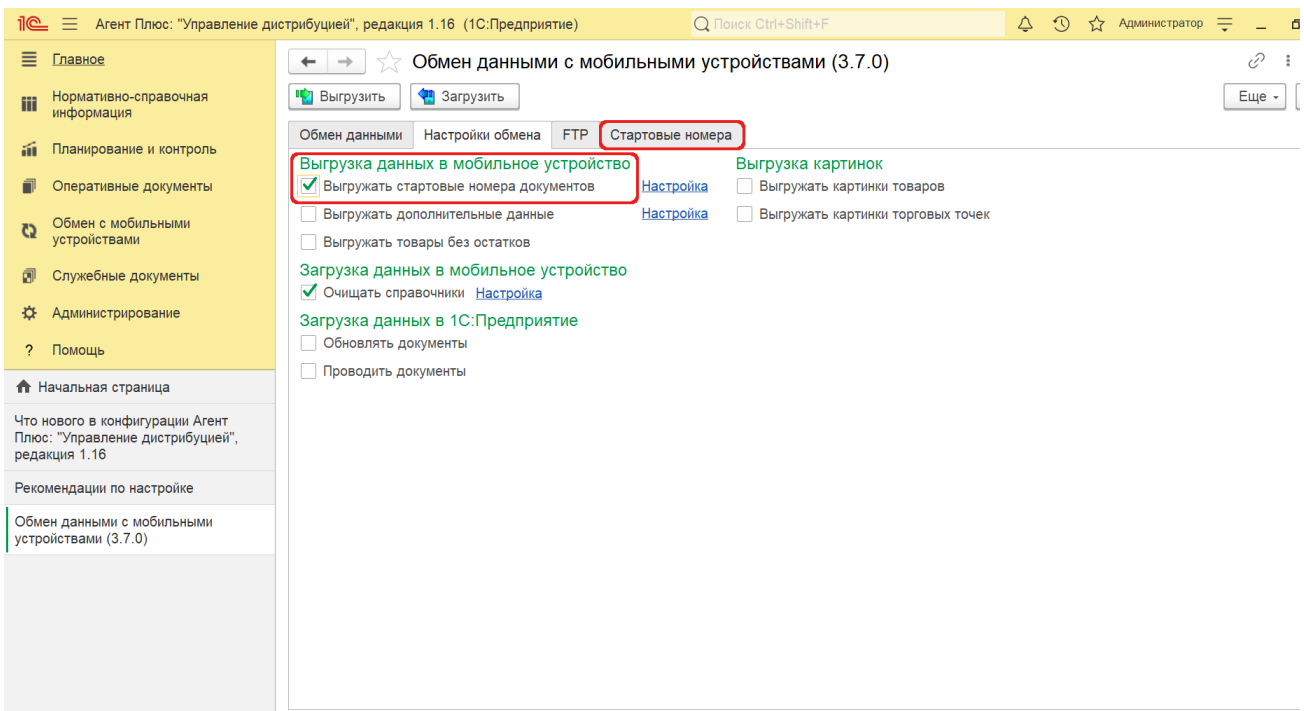 1С Агент Плюс: "Управление дистрибуцией", редакция 1.16 (1С:Предприятие) Поиск Ctrl+Shift+F Администратор
Главное
Нормативно-справочная
информация
Планирование и контроль
Оперативные документы
Обмен с мобильными
устройствами
Служебные документы
Администрирование
? Помощь
Начальная страница
Что нового в конфигурации Агент
Плюс: "Управление дистрибуцией",
редакция 1.16
Рекомендации по настройке
Обмен данными с мобильными
устройствами (3.7.0)
Обмен данными с мобильными устройствами (3.7.0)
Выгрузить Загрузить Еще
Обмен данными Настройки обмена FTP Стартовые номера
Выгрузка данных в мобильное устройство Выгрузка картинок
Выгружать стартовые номера документов Настройка Выгружать картинки товаров
Выгружать дополнительные данные Настройка Выгружать картинки торговых точек
Выгружать товары без остатков
Загрузка данных в мобильное устройство
Очищать справочники Настройка
Загрузка данных в 1С:Предприятие
Обновлять документы
Проводить документы